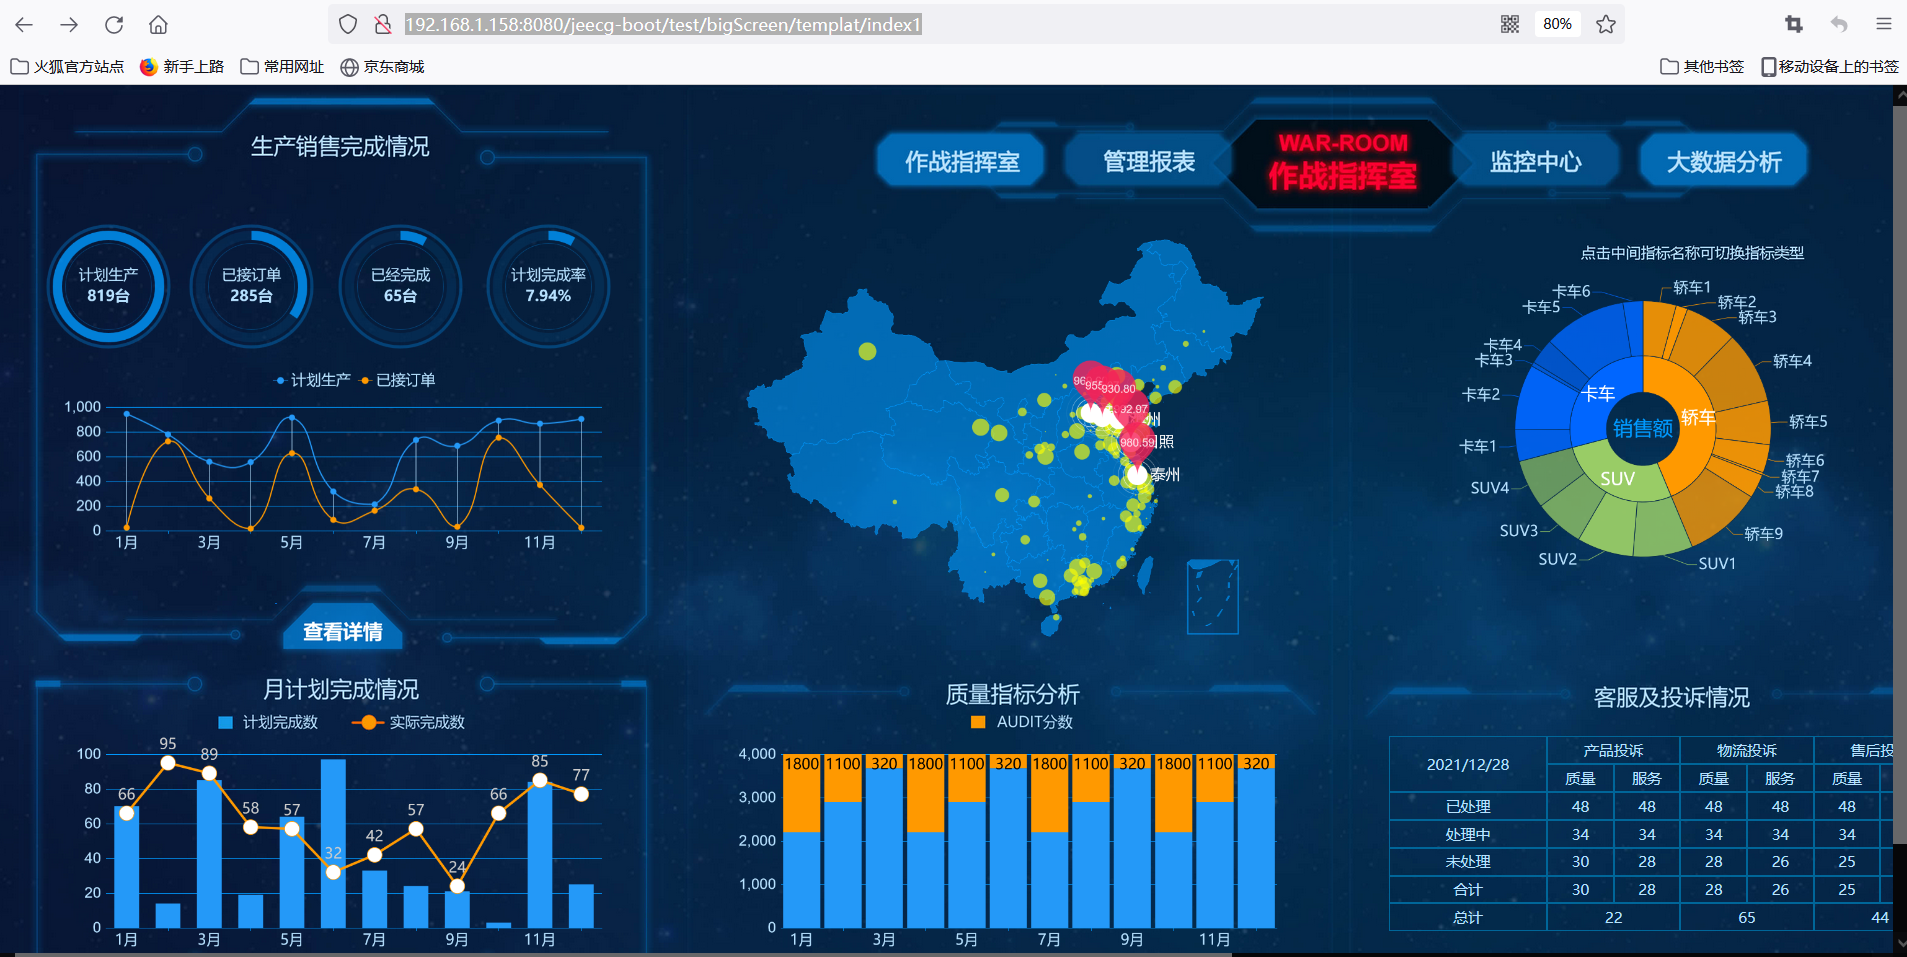 192.168.1.158:8080/jeecg-boot/test/bigScreen/templat/index1
80%
火狐官方站点 新手上路 常用网址 京东商城 其他书签 移动设备上的书签
生产销售完成情况
计划生产
819台
已接订单
285台
已经完成
65台
计划完成率
7.94%
计划生产 已接订单
1,000
800
600
400
200
0
1月 3月 5月 7月 9月 11月
查看详情
月计划完成情况
计划完成数 实际完成数
100
80
60
40
20
0
66 95 89 58 57 32 42 57 24 66 85 77
1月 3月 5月 7月 9月 11月
作战指挥室 管理报表
WAR-ROOM
作战指挥室
监控中心 大数据分析
930.80
980.59
泰州
质量指标分析
AUDIT分数
4,000
3,000
2,000
1,000
0
1800 1100 320 1800 1100 320 1800 1100 320 1800 1100 320
1月 3月 5月 7月 9月 11月
点击中间指标名称可切换指标类型
销售额
轿车
SUV
卡车
轿车1
轿车2
轿车3
轿车4
轿车5
轿车6
轿车7
轿车8
轿车9
SUV1
SUV2
SUV3
SUV4
卡车1
卡车2
卡车3
卡车4
卡车5
卡车6
客服及投诉情况
2021/12/28 产品投诉 物流投诉 售后投
质量 服务 质量 服务 质量
已处理 48 48 48 48 48
处理中 34 34 34 34 34
未处理 30 28 28 26 25
合计 30 28 28 26 25
总计 22 65 44